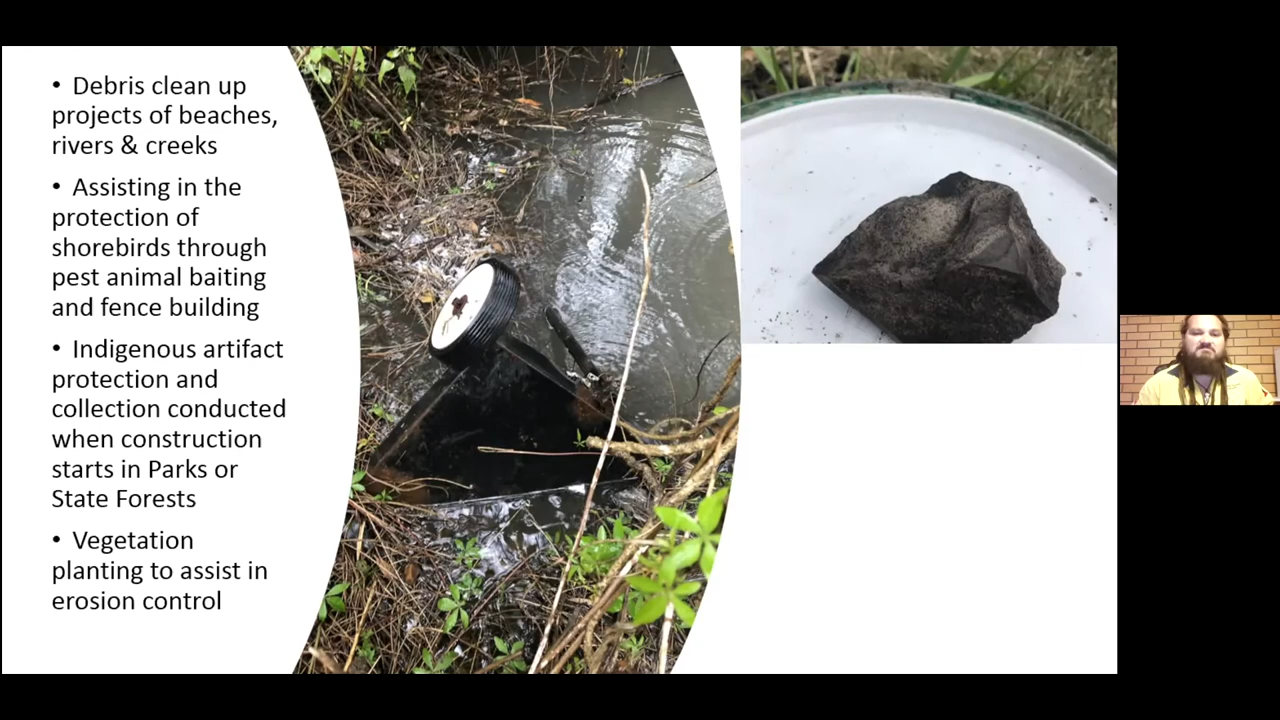 • Debris clean up
projects of beaches,
rivers & creeks
• Assisting in the
protection of
shorebirds through
pest animal baiting
and fence building
• Indigenous artifact
protection and
collection conducted
when construction
starts in Parks or
State Forests
• Vegetation
planting to assist in
erosion control